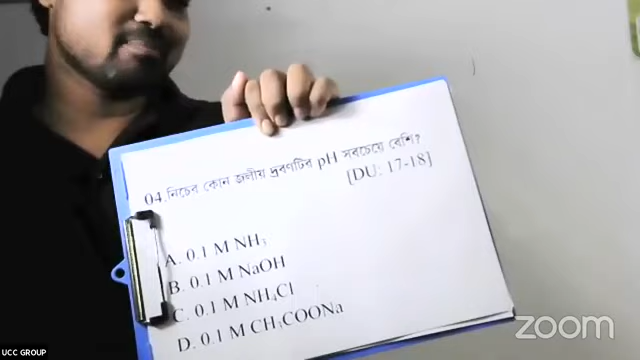 04.নিচের কোন জলীয় দ্রবণটির pH সবচেয়ে বেশি?
[DU: 17-18]
A. 0.1 M NH₃
B. 0.1 M NaOH
C. 0.1 M NH₄Cl
D. 0.1 M CH₃COONa
UCC GROUP
zoom